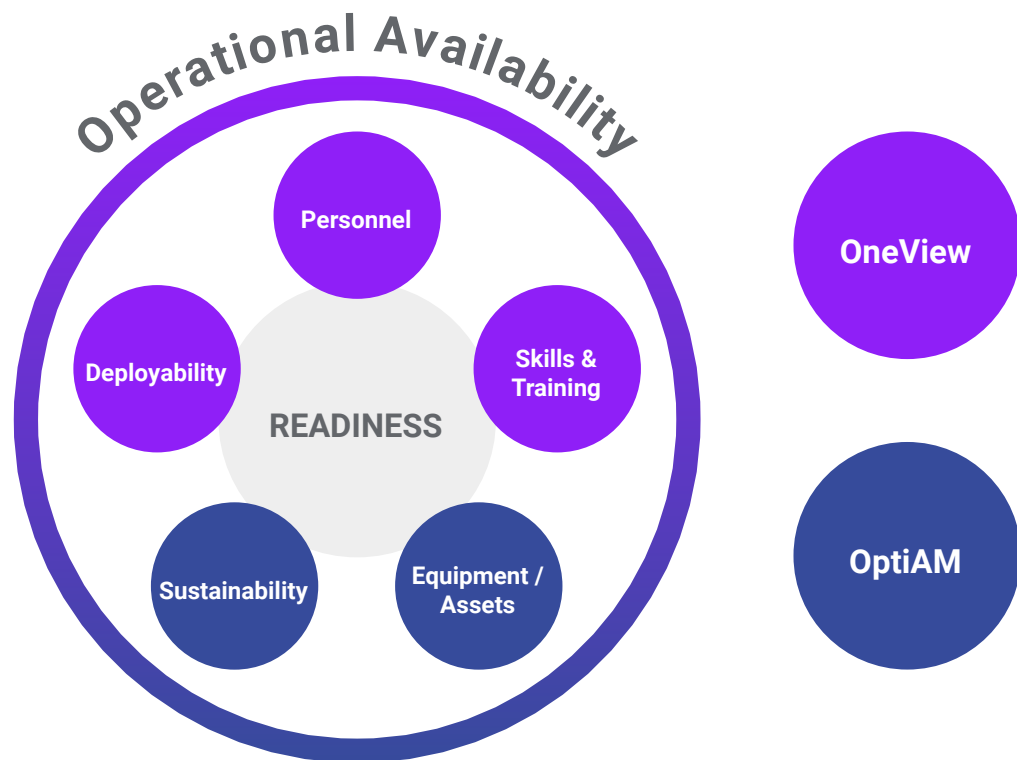 Operational Availability
Personnel
OneView
Deployability
Skills &
Training
READINESS
Sustainability
Equipment /
Assets
OptiAM